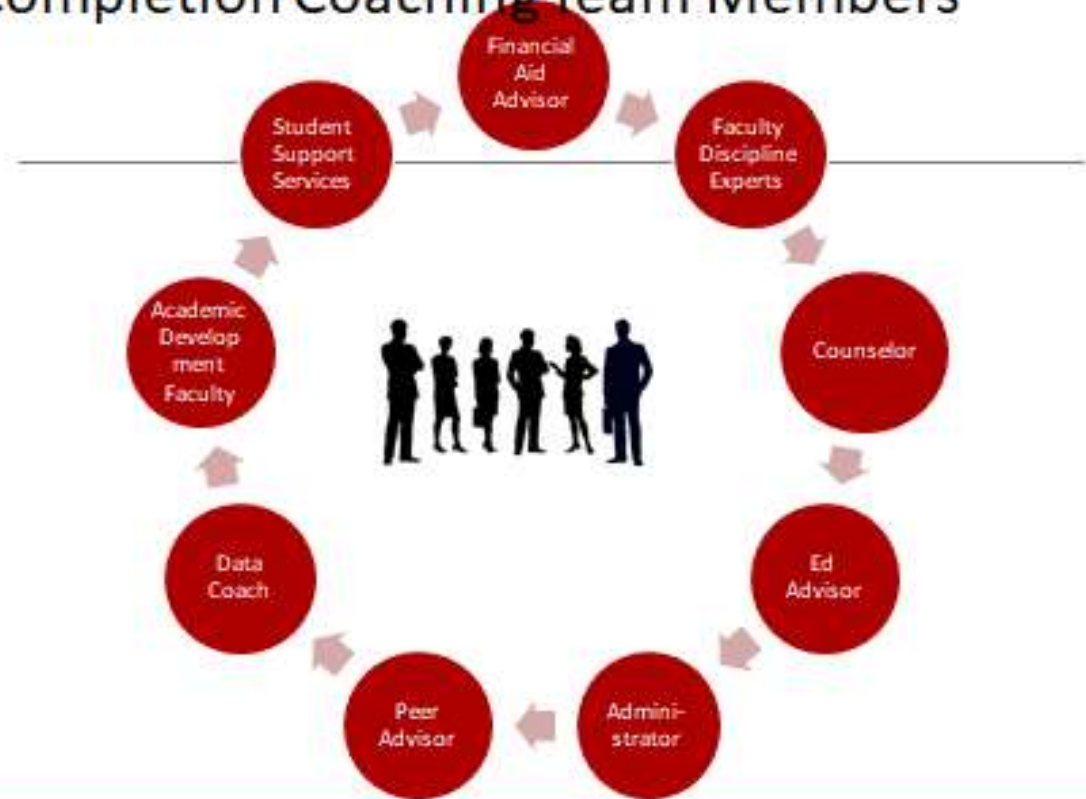 Completion Coaching Team Members
Financial
Aid
Advisor
Faculty
Discipline
Experts
Counselor
Ed
Advisor
Admini-
strator
Peer
Advisor
Data
Coach
Academic
Develop
ment
Faculty
Student
Support
Services